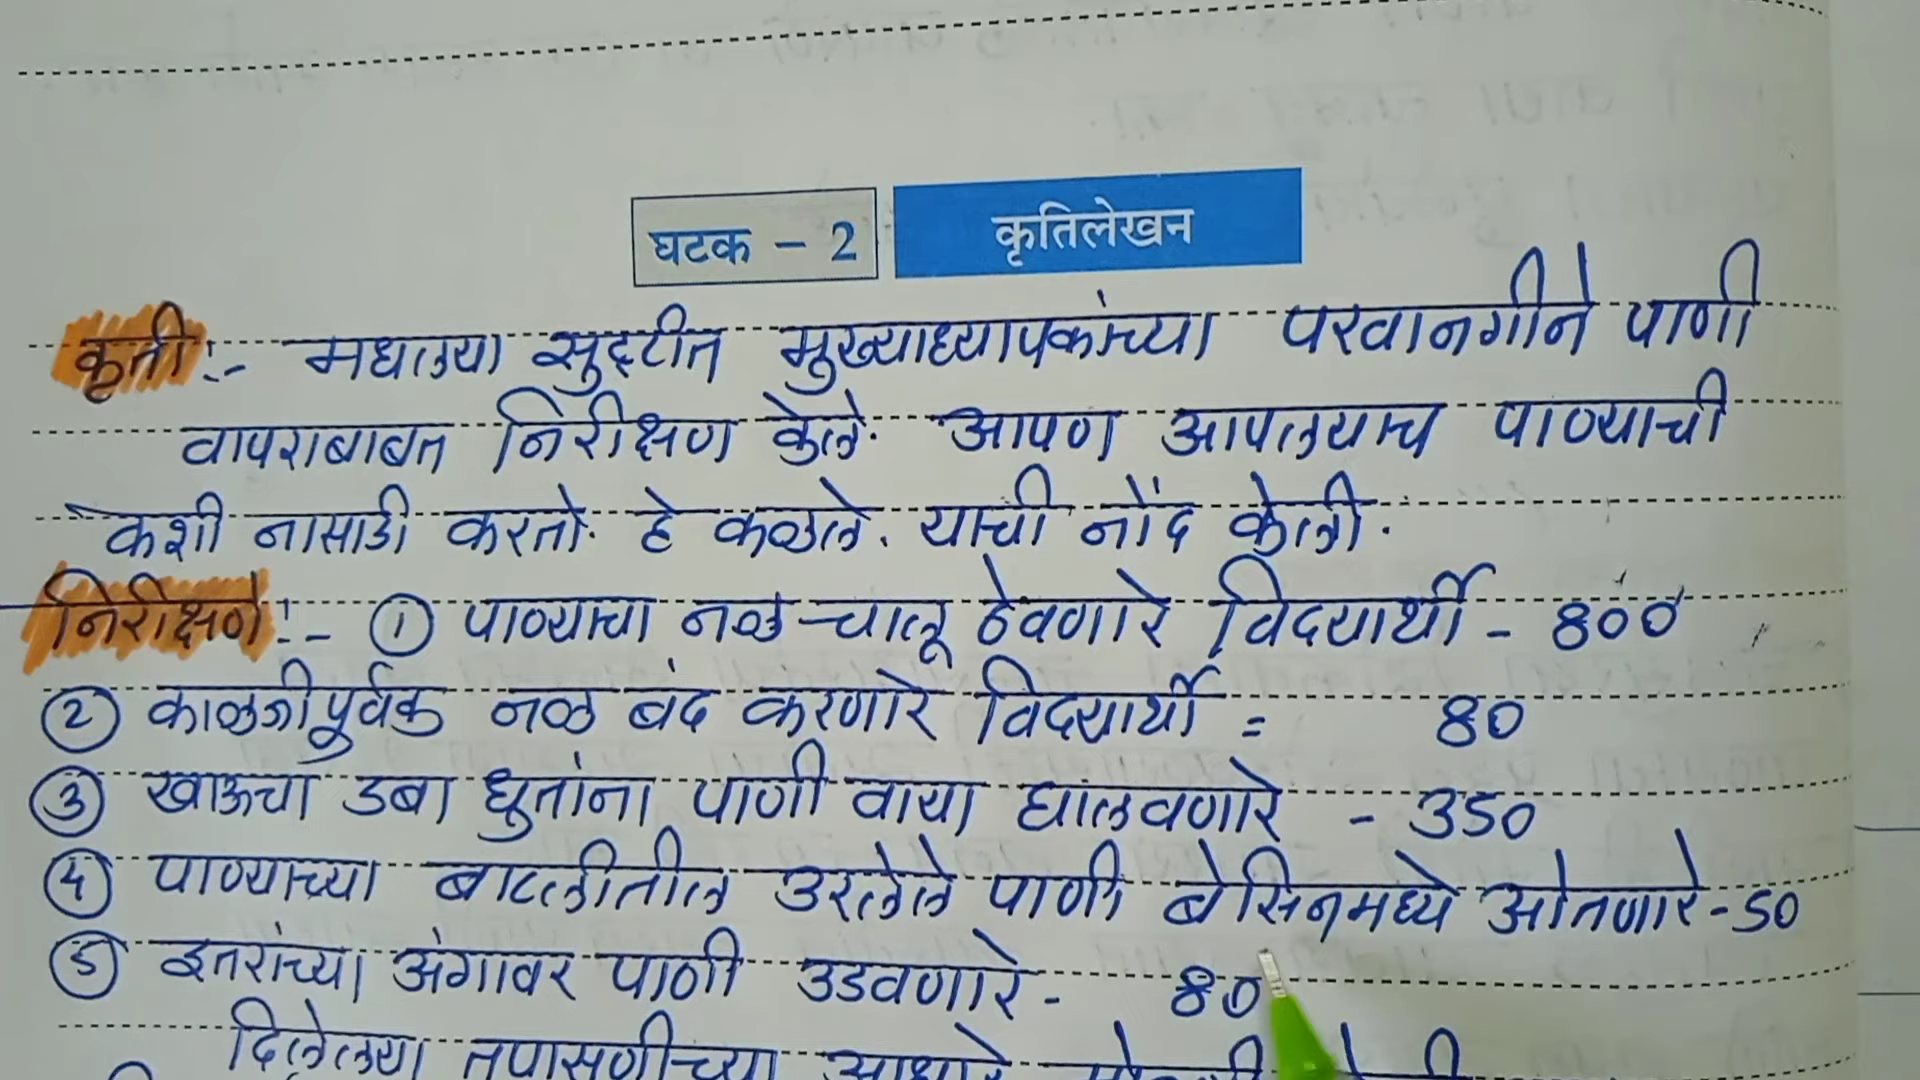 घटक – 2 कृतिलेखन
कृती :- मधल्या सुट्टीत मुख्याध्यापकांच्या परवानगीने पाणी
वापराबाबत निरीक्षण केले. आपण आपल्याच पाण्याची
कशी नासाडी करतो. हे कळले. याची नोंद केली.
निरीक्षणे :- ① पाण्याचा नळ चालू ठेवणारे विद्यार्थी - 800
② काळजीपूर्वक नळ बंद करणारे विद्यार्थी = 80
③ खाऊचा डबा धुतांना पाणी वाया घालवणारे - 350
④ पाण्याच्या बाटलीतील उरलेले पाणी बेसिनमध्ये ओतणारे - 50
⑤ इतरांच्या अंगावर पाणी उडवणारे - 80
दिलेल्या तपासणीच्या आधारे